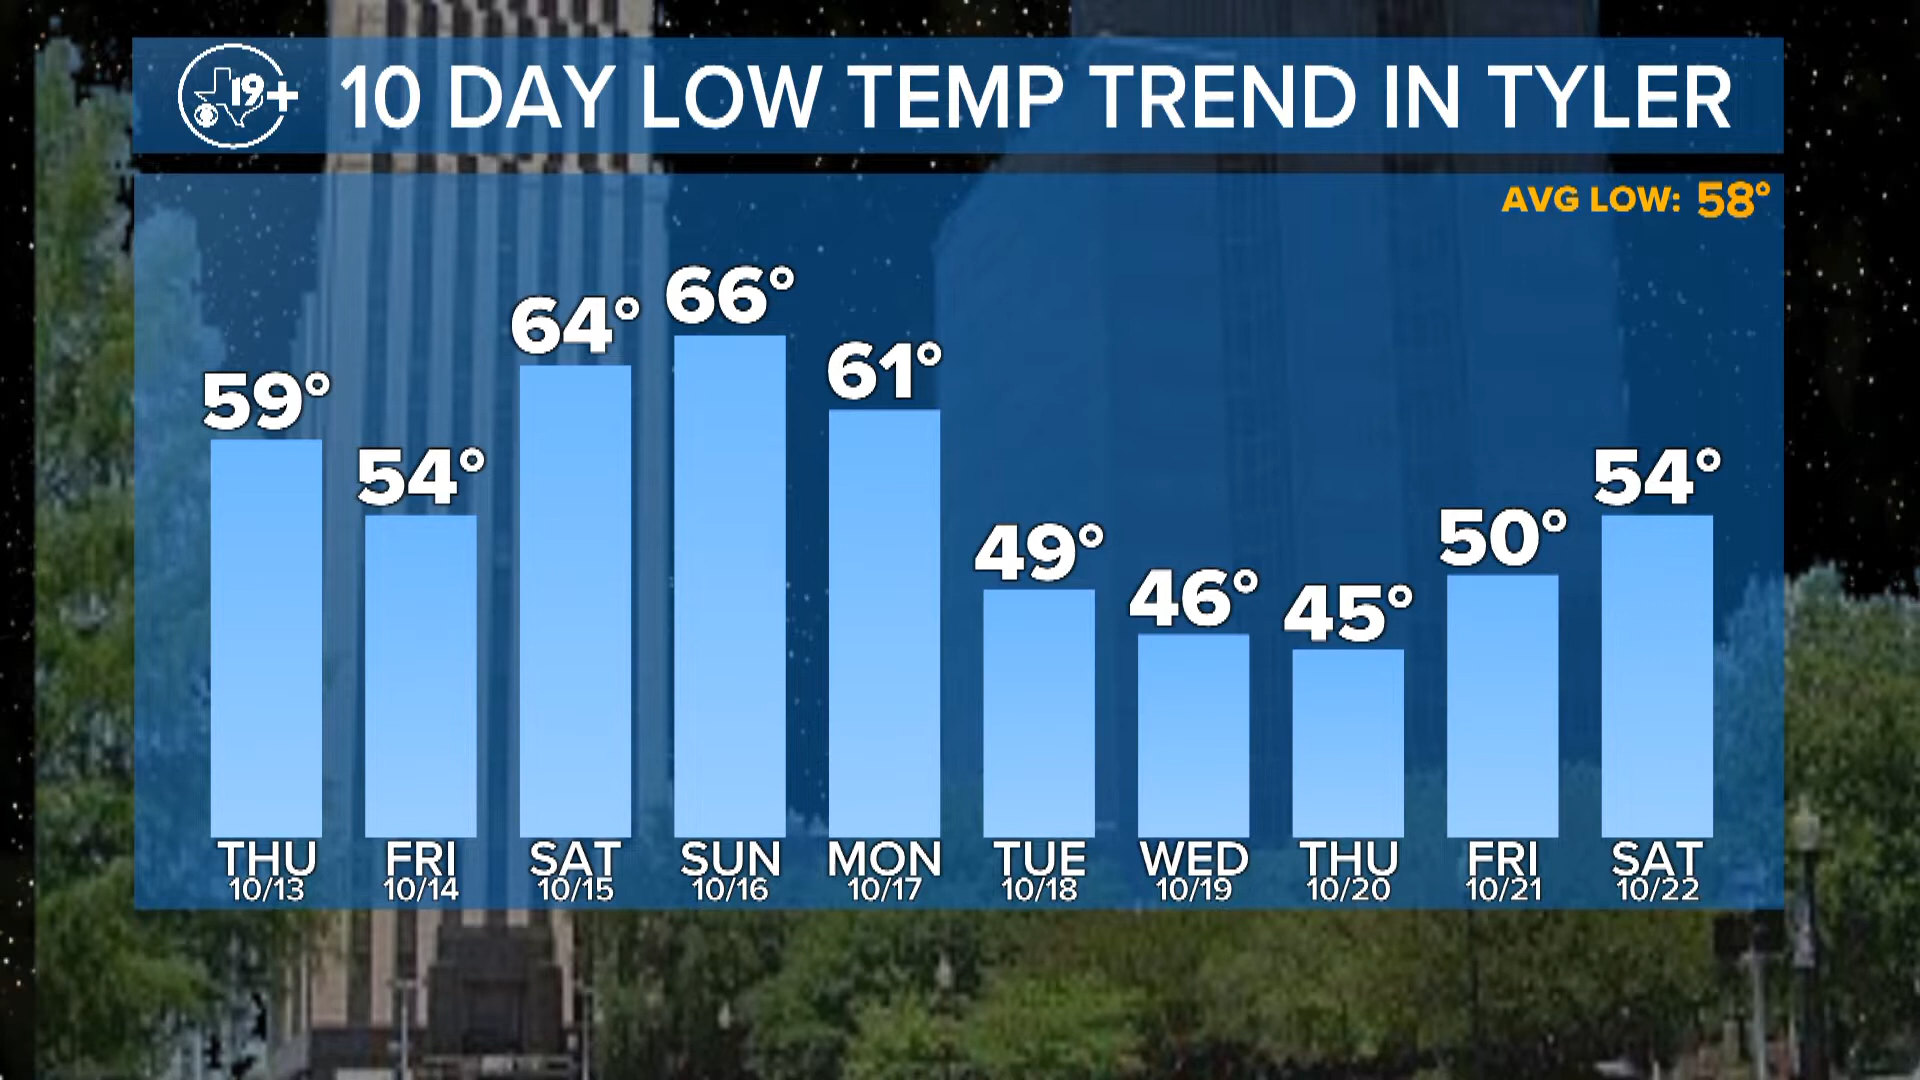 19+ 10 DAY LOW TEMP TREND IN TYLER
AVG LOW: 58°
59° 54° 64° 66° 61° 49° 46° 45° 50° 54°
THU FRI SAT SUN MON TUE WED THU FRI SAT
10/13 10/14 10/15 10/16 10/17 10/18 10/19 10/20 10/21 10/22